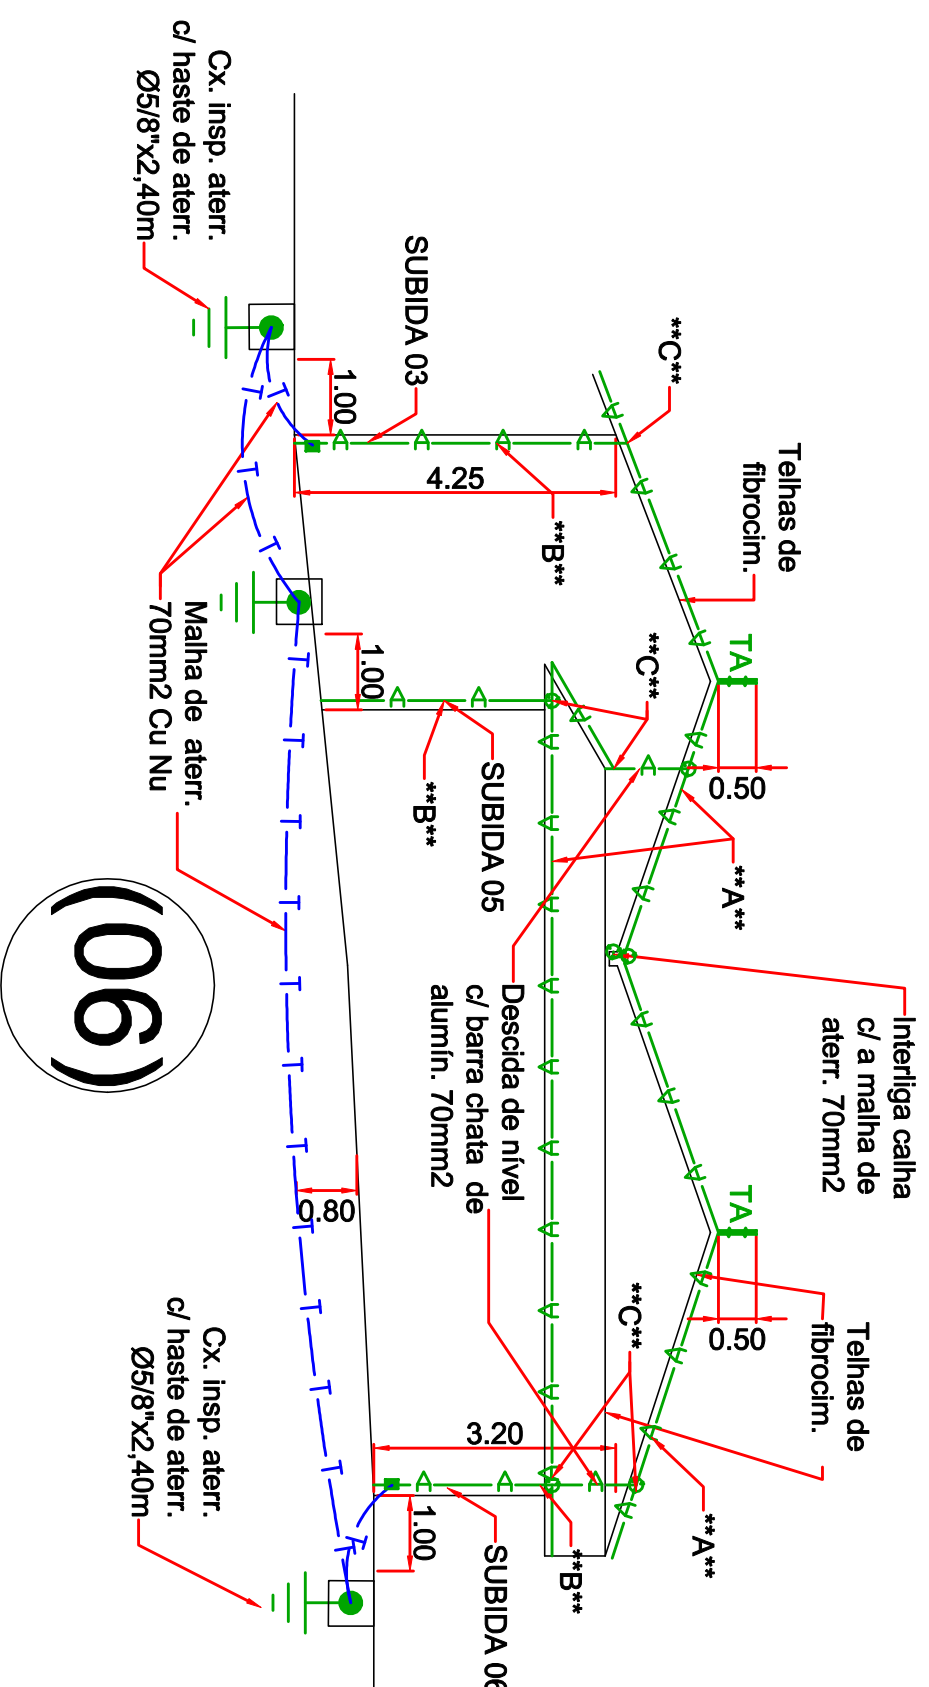 Telhas de
fibrocim.
TA
0.50
**A**
Interliga calha
c/ a malha de
aterr. 70mm2
TA
0.50
Telhas de
fibrocim.
**A**
**C**
**C**
**C**
SUBIDA 03
4.25
**B**
SUBIDA 05
**B**
Descida de nível
c/ barra chata de
alumín. 70mm2
3.20
**B**
SUBIDA 06
1.00
1.00
1.00
0.80
Cx. insp. aterr.
c/ haste de aterr.
Ø5/8"x2,40m
Malha de aterr.
70mm2 Cu Nu
Cx. insp. aterr.
c/ haste de aterr.
Ø5/8"x2,40m
(06)
A A A A A A A A A A A A A A A A A A A A A A A A A A A A A A A A A A A
T T T T T T T T T T T T T T T